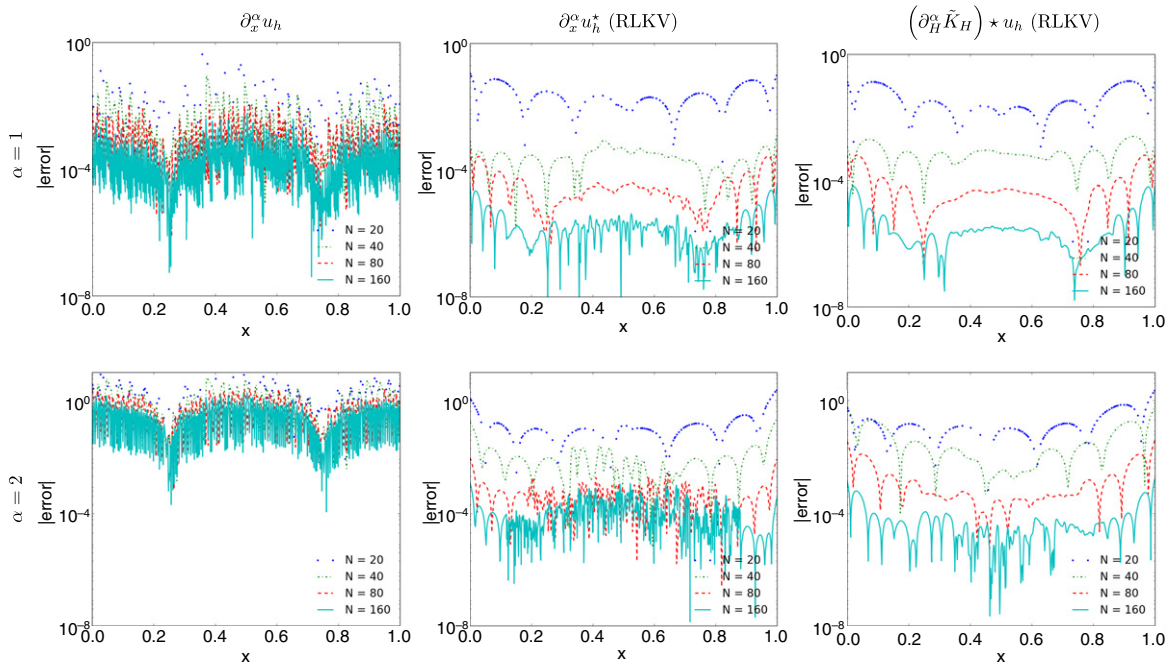 ∂ₓᵅuₕ
∂ₓᵅuₕ⋆ (RLKV)
(∂_H^α K̃_H) ⋆ uₕ (RLKV)
α = 1
|error|
10⁰
10⁻⁴
10⁻⁸
0.0 0.2 0.4 0.6 0.8 1.0
x
N = 20
N = 40
N = 80
N = 160
|error|
10⁰
10⁻⁴
10⁻⁸
0.0 0.2 0.4 0.6 0.8 1.0
x
N = 20
N = 40
N = 80
N = 160
|error|
10⁰
10⁻⁴
10⁻⁸
0.0 0.2 0.4 0.6 0.8 1.0
x
N = 20
N = 40
N = 80
N = 160
α = 2
|error|
10⁰
10⁻⁴
10⁻⁸
0.0 0.2 0.4 0.6 0.8 1.0
x
N = 20
N = 40
N = 80
N = 160
|error|
10⁰
10⁻⁴
10⁻⁸
0.0 0.2 0.4 0.6 0.8 1.0
x
N = 20
N = 40
N = 80
N = 160
|error|
10⁰
10⁻⁴
10⁻⁸
0.0 0.2 0.4 0.6 0.8 1.0
x
N = 20
N = 40
N = 80
N = 160